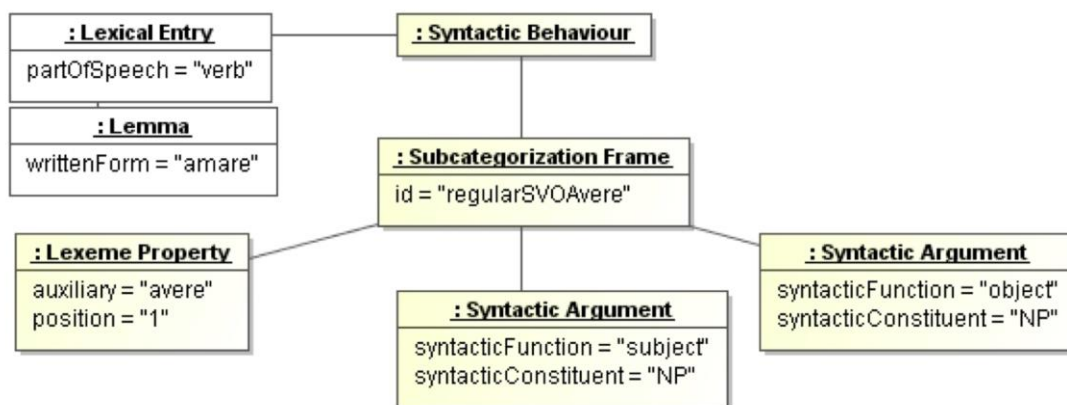 : Lexical Entry
partOfSpeech = "verb"
: Syntactic Behaviour
: Lemma
writtenForm = "amare"
: Subcategorization Frame
id = "regularSVOAvere"
: Lexeme Property
auxiliary = "avere"
position = "1"
: Syntactic Argument
syntacticFunction = "subject"
syntacticConstituent = "NP"
: Syntactic Argument
syntacticFunction = "object"
syntacticConstituent = "NP"